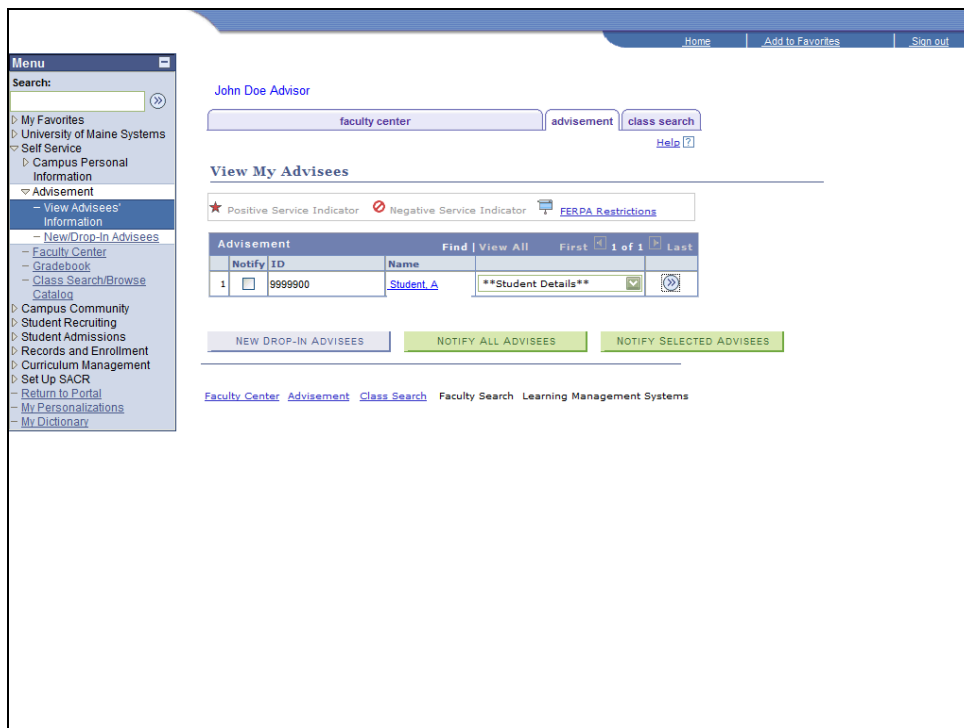 Home Add to Favorites Sign out
Menu
Search:
My Favorites
University of Maine Systems
Self Service
Campus Personal
Information
Advisement
View Advisees'
Information
New/Drop-In Advisees
Faculty Center
Gradebook
Class Search/Browse
Catalog
Campus Community
Student Recruiting
Student Admissions
Records and Enrollment
Curriculum Management
Set Up SACR
Return to Portal
My Personalizations
My Dictionary
John Doe Advisor
faculty center advisement class search
Help ?
View My Advisees
Positive Service Indicator Negative Service Indicator FERPA Restrictions
Advisement Find | View All First 1 of 1 Last
Notify ID Name
1 9999900 Student, A **Student Details**
NEW DROP-IN ADVISEES NOTIFY ALL ADVISEES NOTIFY SELECTED ADVISEES
Faculty Center Advisement Class Search Faculty Search Learning Management Systems